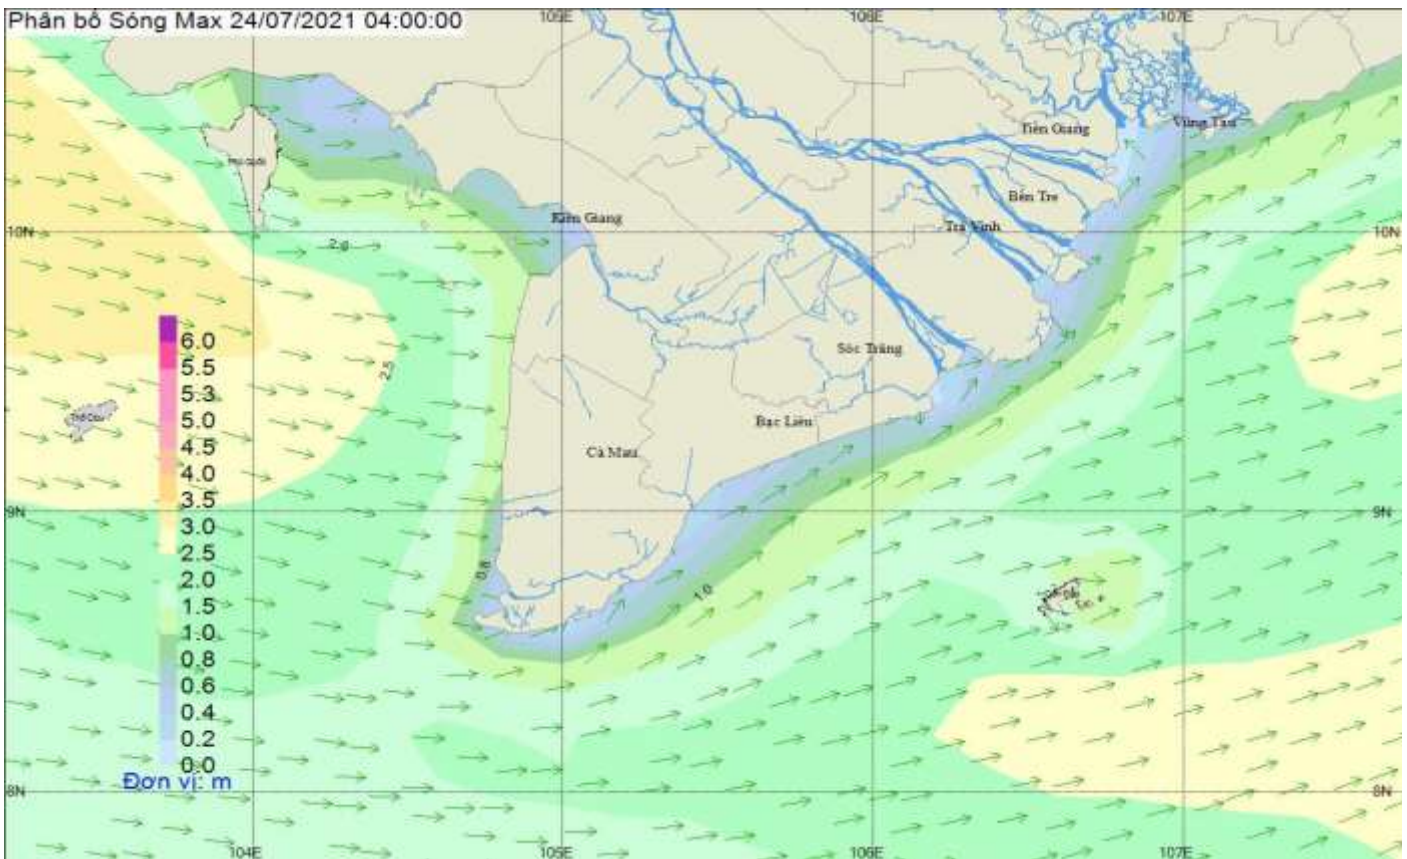 Phân bố Sóng Max 24/07/2021 04:00:00
105E
106E
107E
Vũng Tàu
Tiền Giang
Bến Tre
Kiên Giang
Trà Vinh
10N
10N
2.0
6.0
5.5
5.3
5.0
4.5
4.0
3.5
3.0
2.5
2.0
1.5
1.0
0.8
0.6
0.4
0.2
0.0
Đơn vị: m
2.5
Sóc Trăng
Bạc Liêu
Cà Mau
9N
9N
0.8
1.0
8N
8N
104E
105E
106E
107E